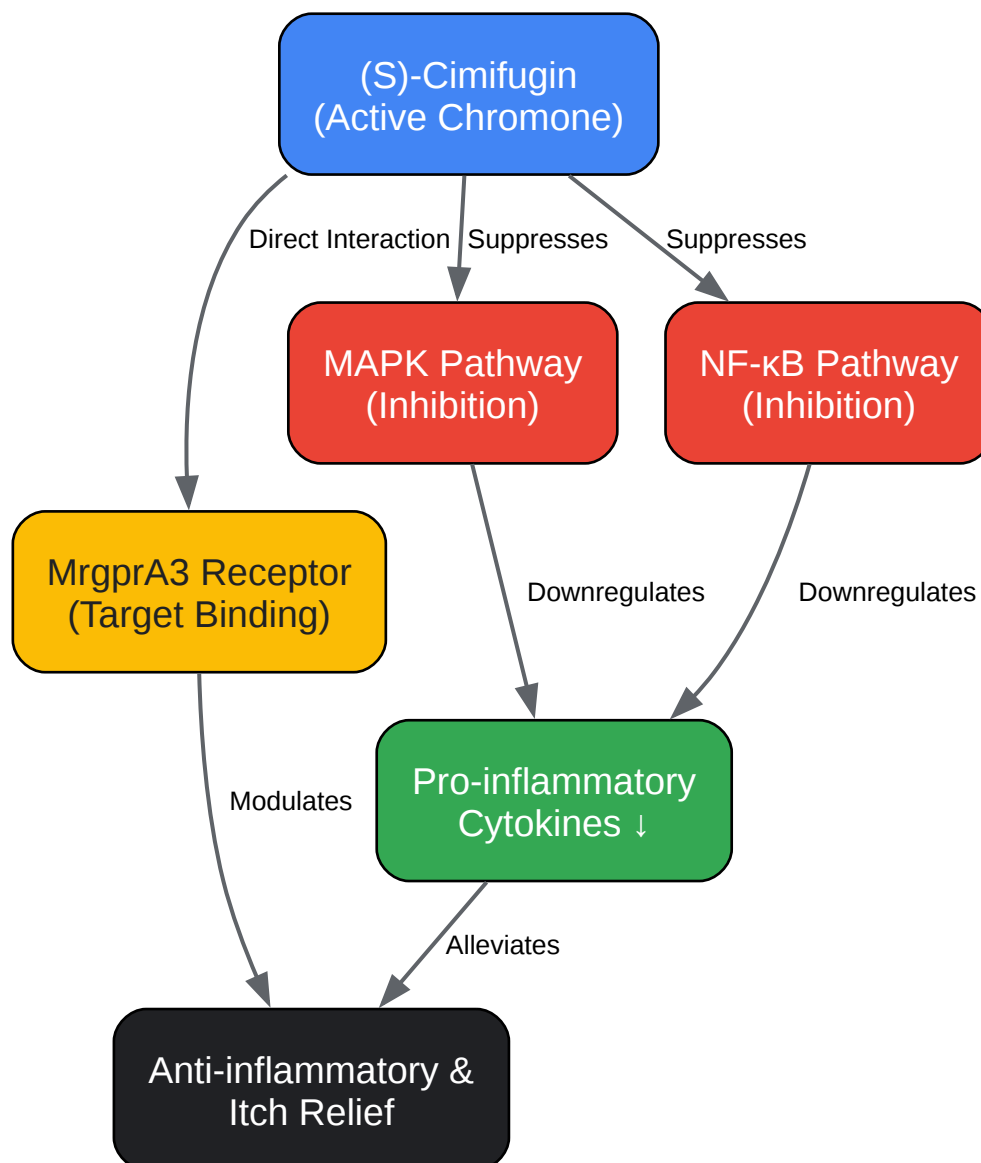 (S)-Cimifugin
(Active Chromone)
Direct Interaction
Suppresses
Suppresses
MAPK Pathway
(Inhibition)
NF-κB Pathway
(Inhibition)
MrgprA3 Receptor
(Target Binding)
Downregulates
Downregulates
Pro-inflammatory
Cytokines ↓
Modulates
Alleviates
Anti-inflammatory &
Itch Relief